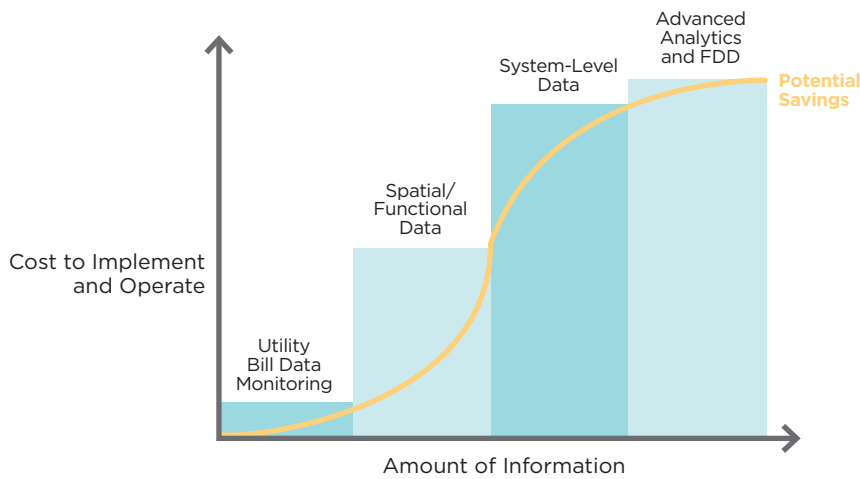 Advanced
Analytics
and FDD
System-Level
Data
Potential
Savings
Spatial/
Functional
Data
Cost to Implement
and Operate
Utility
Bill Data
Monitoring
Amount of Information